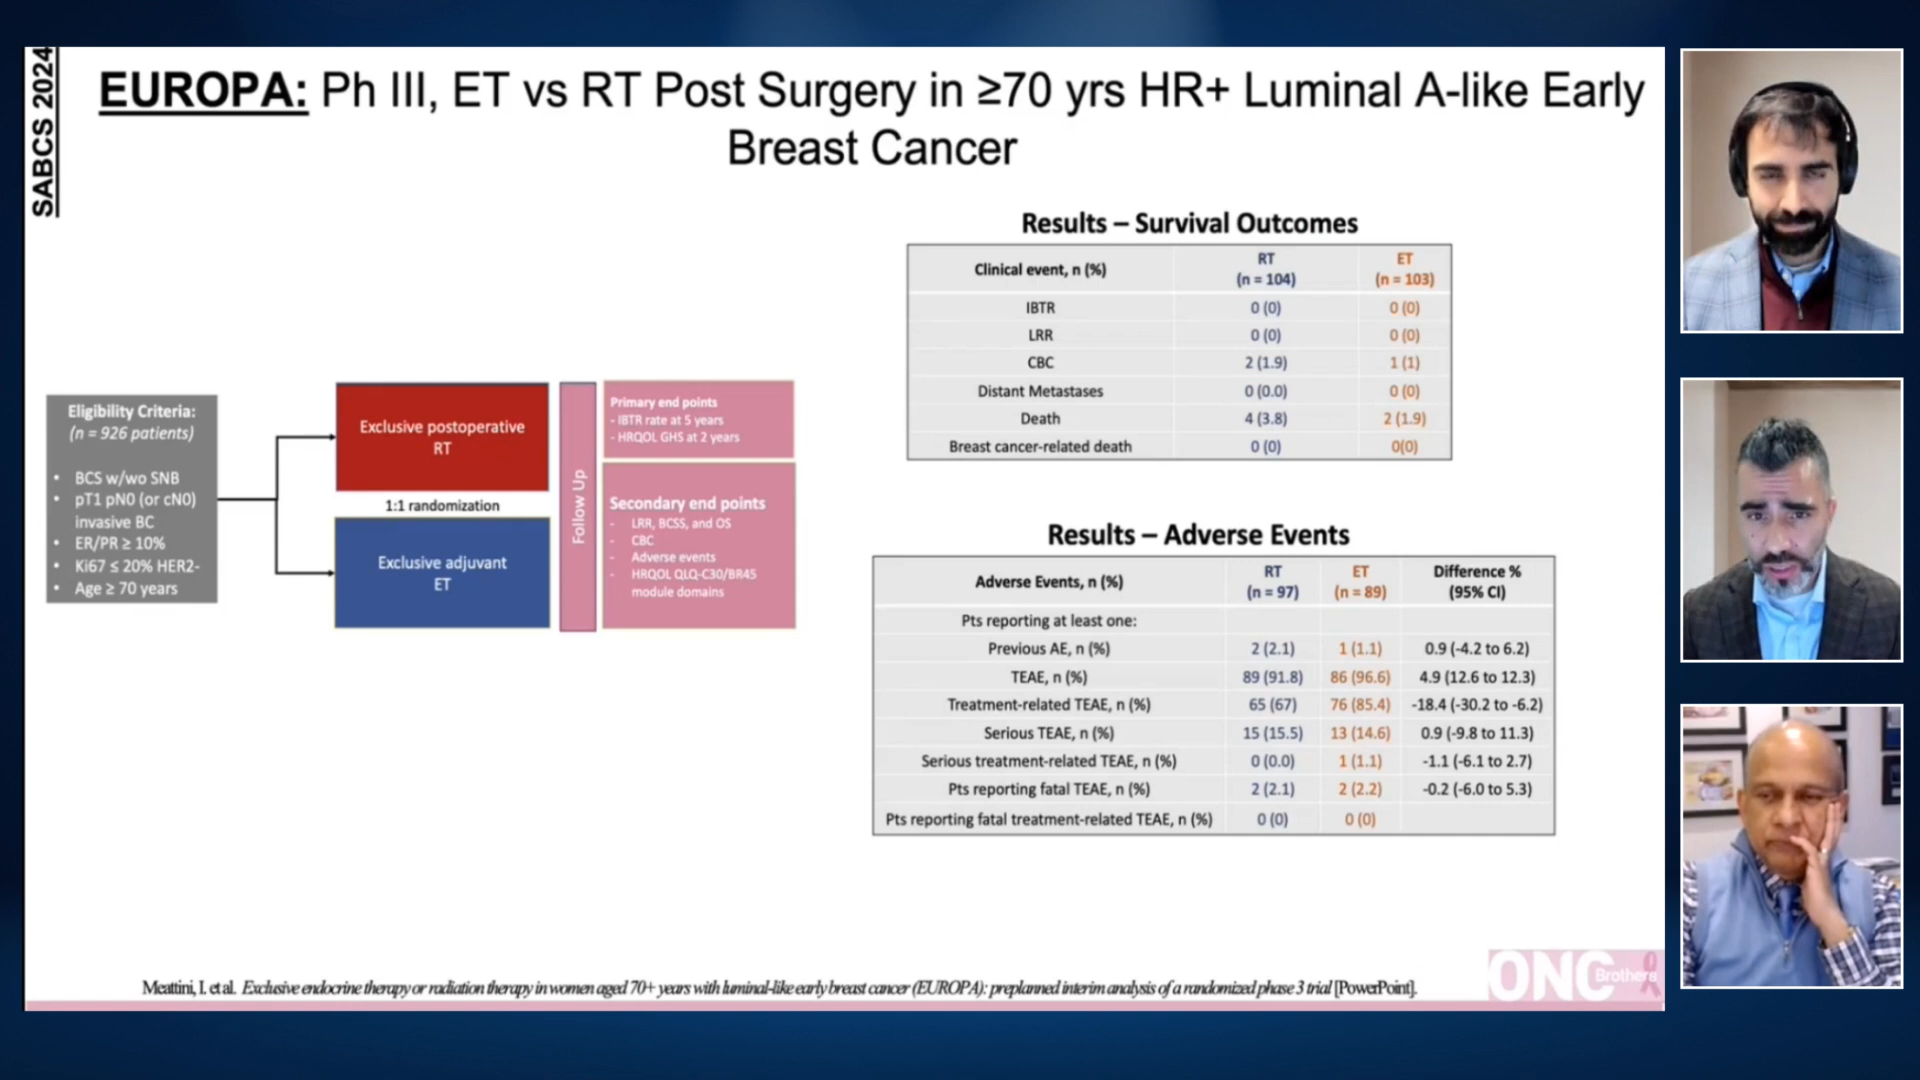 SABCS 2024
EUROPA: Ph III, ET vs RT Post Surgery in ≥70 yrs HR+ Luminal A-like Early
Breast Cancer
Eligibility Criteria:
(n = 926 patients)
• BCS w/wo SNB
• pT1 pN0 (or cN0)
invasive BC
• ER/PR ≥ 10%
• Ki67 ≤ 20% HER2-
• Age ≥ 70 years
Exclusive postoperative
RT
1:1 randomization
Exclusive adjuvant
ET
Follow Up
Primary end points
- IBTR rate at 5 years
- HRQOL GHS at 2 years
Secondary end points
- LRR, BCSS, and OS
- CBC
- Adverse events
- HRQOL QLQ-C30/BR45
module domains
Results – Survival Outcomes
Clinical event, n (%) RT (n = 104) ET (n = 103)
IBTR 0 (0) 0 (0)
LRR 0 (0) 0 (0)
CBC 2 (1.9) 1 (1)
Distant Metastases 0 (0.0) 0 (0)
Death 4 (3.8) 2 (1.9)
Breast cancer-related death 0 (0) 0(0)
Results – Adverse Events
Adverse Events, n (%) RT (n = 97) ET (n = 89) Difference % (95% CI)
Pts reporting at least one:
Previous AE, n (%) 2 (2.1) 1 (1.1) 0.9 (-4.2 to 6.2)
TEAE, n (%) 89 (91.8) 86 (96.6) 4.9 (12.6 to 12.3)
Treatment-related TEAE, n (%) 65 (67) 76 (85.4) -18.4 (-30.2 to -6.2)
Serious TEAE, n (%) 15 (15.5) 13 (14.6) 0.9 (-9.8 to 11.3)
Serious treatment-related TEAE, n (%) 0 (0.0) 1 (1.1) -1.1 (-6.1 to 2.7)
Pts reporting fatal TEAE, n (%) 2 (2.1) 2 (2.2) -0.2 (-6.0 to 5.3)
Pts reporting fatal treatment-related TEAE, n (%) 0 (0) 0 (0)
Meattini, I. et al. Exclusive endocrine therapy or radiation therapy in women aged 70+ years with luminal-like early breast cancer (EUROPA): preplanned interim analysis of a randomized phase 3 trial [PowerPoint].
ONC Brothers